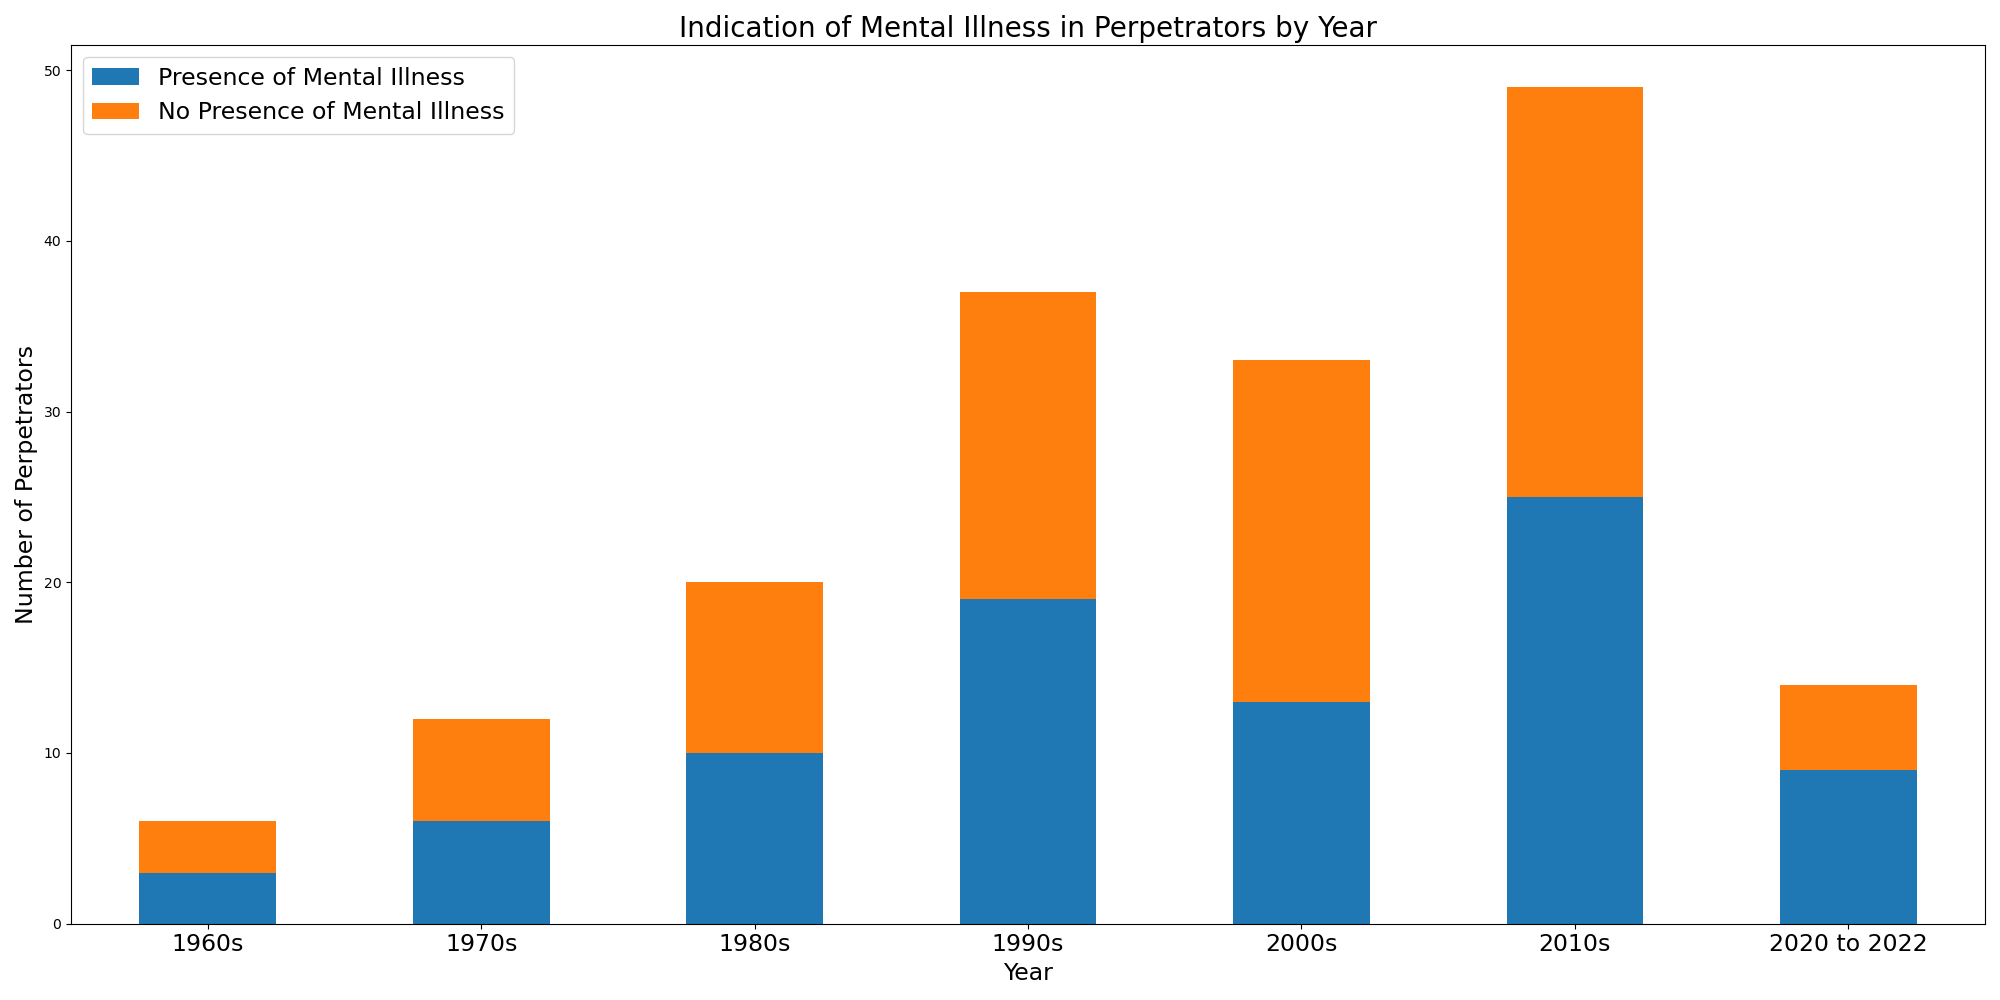 Indication of Mental Illness in Perpetrators by Year
Presence of Mental Illness
No Presence of Mental Illness
50
40
30
20
10
0
Number of Perpetrators
1960s 1970s 1980s 1990s 2000s 2010s 2020 to 2022
Year